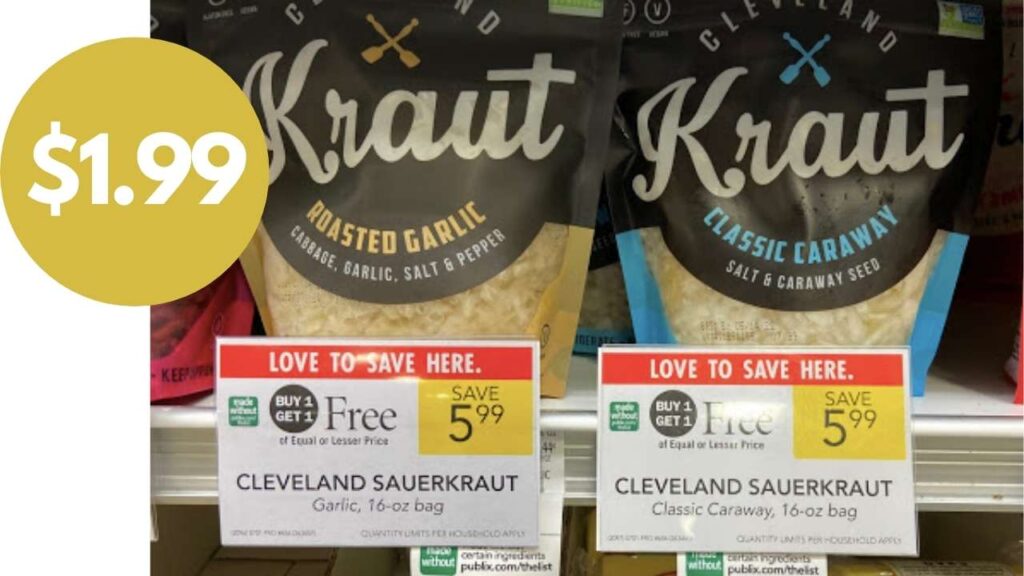 $1.99
CLEVELAND
Kraut
ROASTED GARLIC
CABBAGE, GARLIC, SALT & PEPPER
CLEVELAND
Kraut
CLASSIC CARAWAY
SALT & CARAWAY SEED
LOVE TO SAVE HERE.
made without
BUY 1 GET 1 Free
of Equal or Lesser Price
SAVE
5.99
CLEVELAND SAUERKRAUT
Garlic, 16-oz bag
QUANTITY LIMITS PER HOUSEHOLD APPLY
LOVE TO SAVE HERE.
made without
BUY 1 GET 1 Free
of Equal or Lesser Price
SAVE
5.99
CLEVELAND SAUERKRAUT
Classic Caraway, 16-oz bag
QUANTITY LIMITS PER HOUSEHOLD APPLY
made without
certain ingredients
publix.com/thelist
made without
certain ingredients
publix.com/thelist